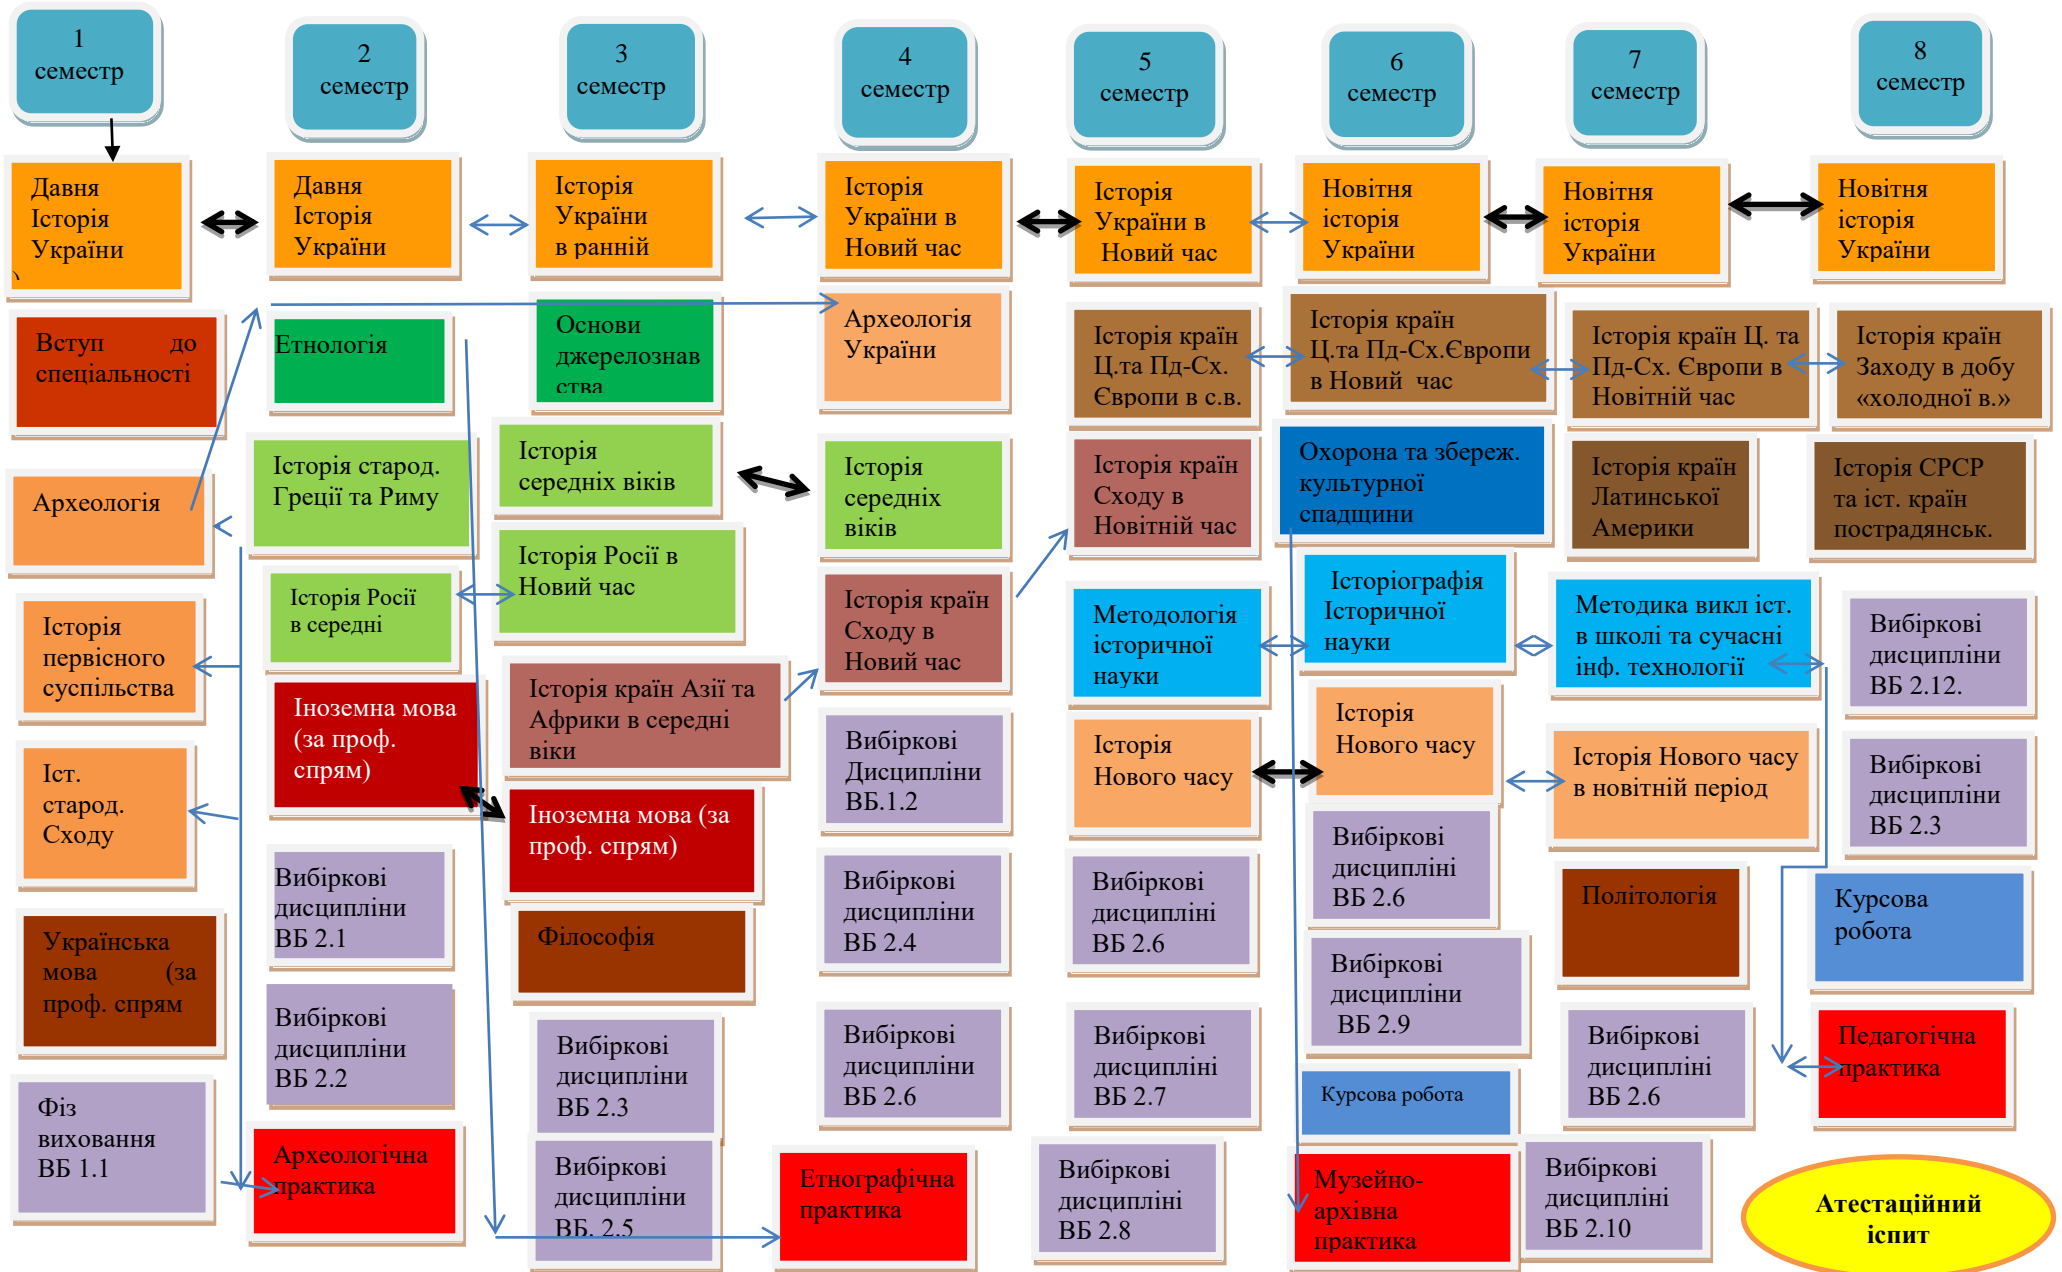 1
семестр
2
семестр
3
семестр
4
семестр
5
семестр
6
семестр
7
семестр
8
семестр
Давня
Історія
України
)
Давня
Історія
України
Історія
України
в ранній
Історія
України в
Новий час
Історія
України в
Новий час
Новітня
історія
України
Новітня
історія
України
Новітня
історія
України
Вступ до
спеціальності
Етнологія
Основи
джерелознав
ства
Археологія
України
Історія країн
Ц.та Пд-Сх.
Європи в с.в.
Історія країн
Ц.та Пд-Сх.Європи
в Новий час
Історія країн Ц. та
Пд-Сх. Європи в
Новітній час
Історія країн
Заходу в добу
«холодної в.»
Археологія
Історія старод.
Греції та Риму
Історія
середніх віків
Історія
середніх
віків
Історія країн
Сходу в
Новітній час
Охорона та збереж.
культурної
спадщини
Історія країн
Латинської
Америки
Історія СРСР
та іст. країн
пострадянськ.
Історія
первісного
суспільства
Історія Росії
в середні
Історія Росії в
Новий час
Історія країн
Сходу в
Новий час
Методологія
історичної
науки
Історіографія
Історичної
науки
Методика викл іст.
в школі та сучасні
інф. технології
Вибіркові
дисципліни
ВБ 2.12.
Іст.
старод.
Сходу
Іноземна мова
(за проф.
спрям)
Історія країн Азії та
Африки в середні
віки
Вибіркові
Дисципліни
ВБ.1.2
Історія
Нового часу
Історія
Нового часу
Історія Нового часу
в новітній період
Вибіркові
дисципліни
ВБ 2.3
Українська
мова (за
проф. спрям
Вибіркові
дисципліни
ВБ 2.1
Іноземна мова (за
проф. спрям)
Вибіркові
дисципліни
ВБ 2.4
Вибіркові
дисципліні
ВБ 2.6
Вибіркові
дисципліні
ВБ 2.6
Політологія
Курсова
робота
Філософія
Вибіркові
дисципліни
ВБ 2.9
Вибіркові
дисципліни
ВБ 2.2
Вибіркові
дисципліни
ВБ 2.3
Вибіркові
дисципліни
ВБ 2.6
Вибіркові
дисципліні
ВБ 2.7
Курсова робота
Вибіркові
дисципліні
ВБ 2.6
Педагогічна
практика
Фіз
виховання
ВБ 1.1
Археологічна
практика
Вибіркові
дисципліни
ВБ. 2.5
Етнографічна
практика
Вибіркові
дисципліні
ВБ 2.8
Музейно-
архівна
практика
Вибіркові
дисципліні
ВБ 2.10
Атестаційний
іспит